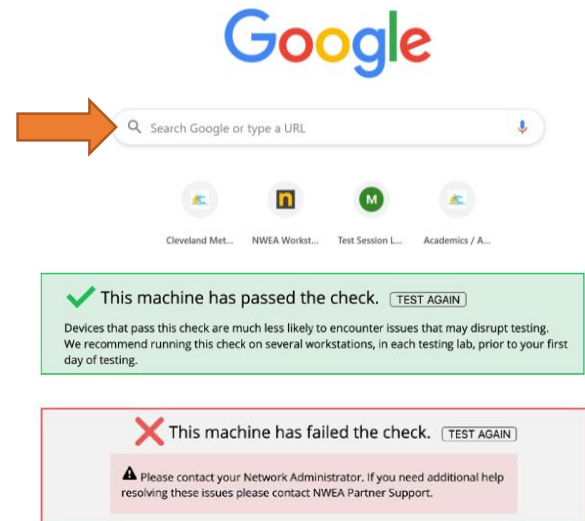 Google
Search Google or type a URL
n
M
Cleveland Met...
NWEA Workst...
Test Session L...
Academics / A...
This machine has passed the check. TEST AGAIN
Devices that pass this check are much less likely to encounter issues that may disrupt testing.
We recommend running this check on several workstations, in each testing lab, prior to your first
day of testing.
This machine has failed the check. TEST AGAIN
Please contact your Network Administrator. If you need additional help
resolving these issues please contact NWEA Partner Support.